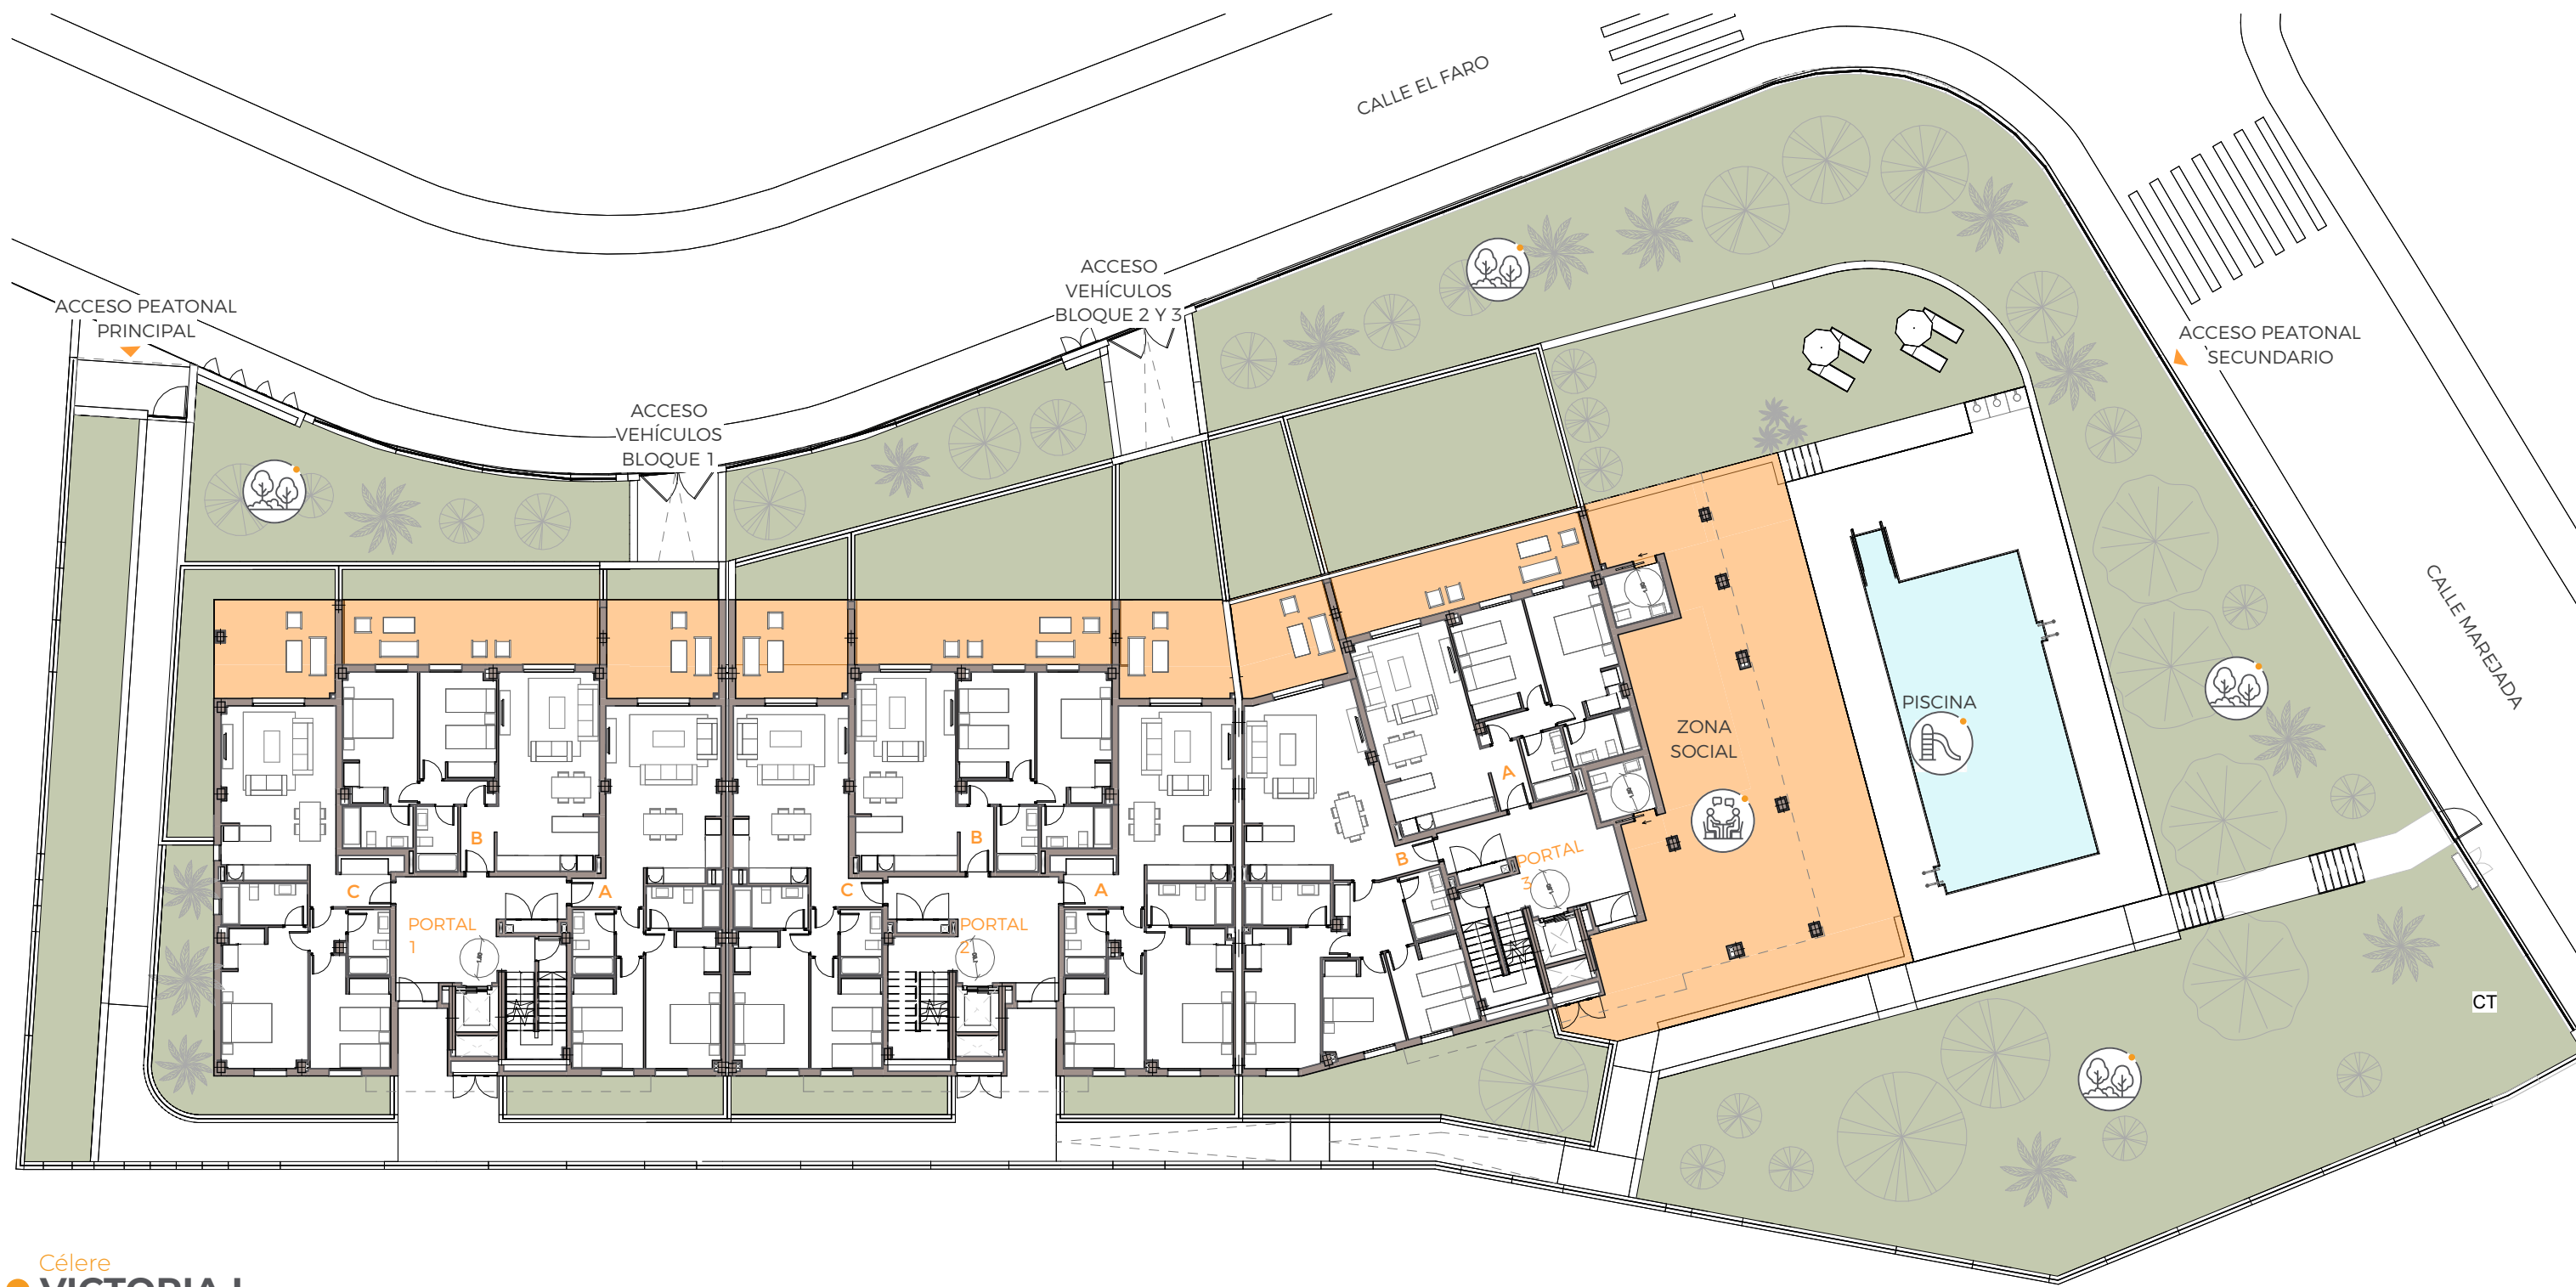 CALLE EL FARO
ACCESO
VEHÍCULOS
BLOQUE 2 Y 3
ACCESO PEATONAL
PRINCIPAL
ACCESO PEATONAL
SECUNDARIO
ACCESO
VEHÍCULOS
BLOQUE 1
CALLE MAREJADA
PISCINA
ZONA
SOCIAL
A
B
B
B
C
A
C
A
PORTAL
3
PORTAL
1
PORTAL
2
CT
Célere
VICTORIA I